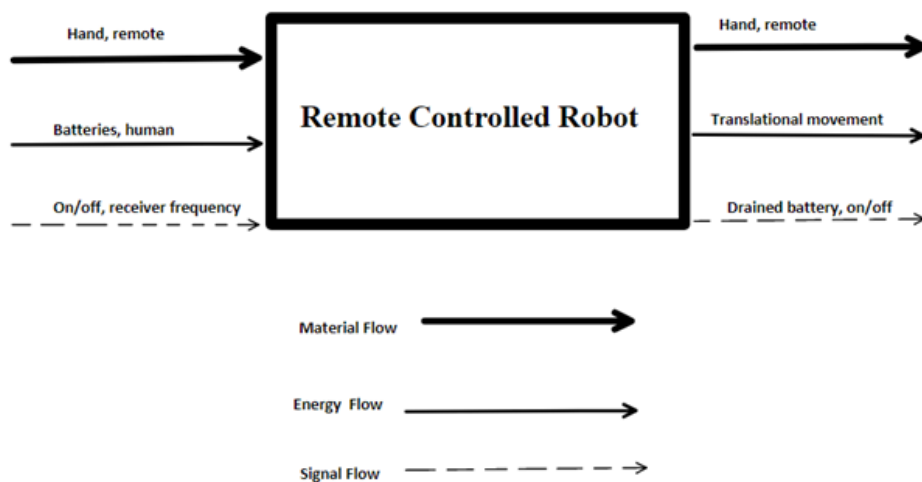 Hand, remote
Hand, remote
Remote Controlled Robot
Batteries, human
Translational movement
On/off, receiver frequency
Drained battery, on/off
Material Flow
Energy Flow
Signal Flow